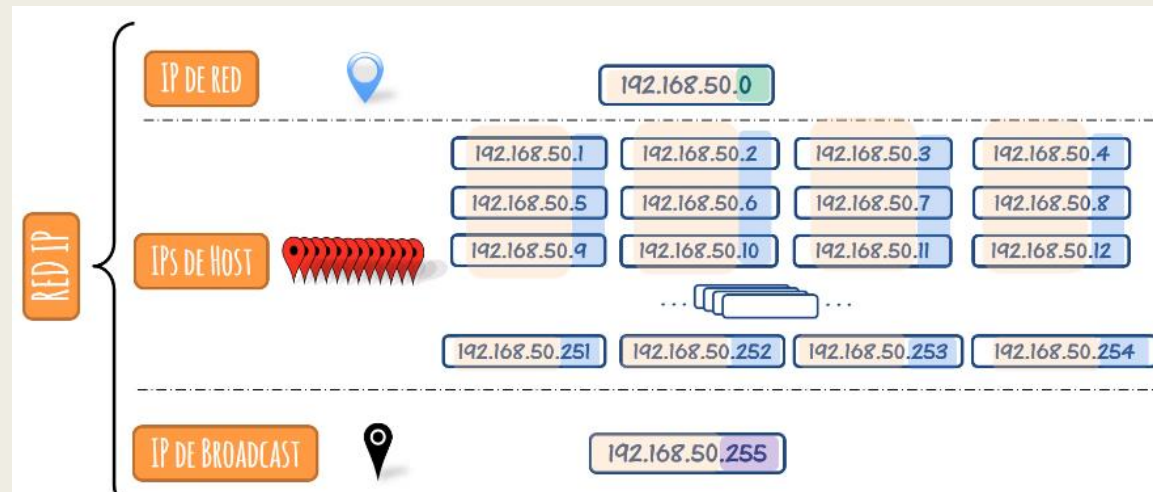 IP DE RED
192.168.50.0
192.168.50.1 192.168.50.2 192.168.50.3 192.168.50.4
192.168.50.5 192.168.50.6 192.168.50.7 192.168.50.8
RED IP
IPs DE HOST
192.168.50.9 192.168.50.10 192.168.50.11 192.168.50.12
... ...
192.168.50.251 192.168.50.252 192.168.50.253 192.168.50.254
IP DE BROADCAST
192.168.50.255